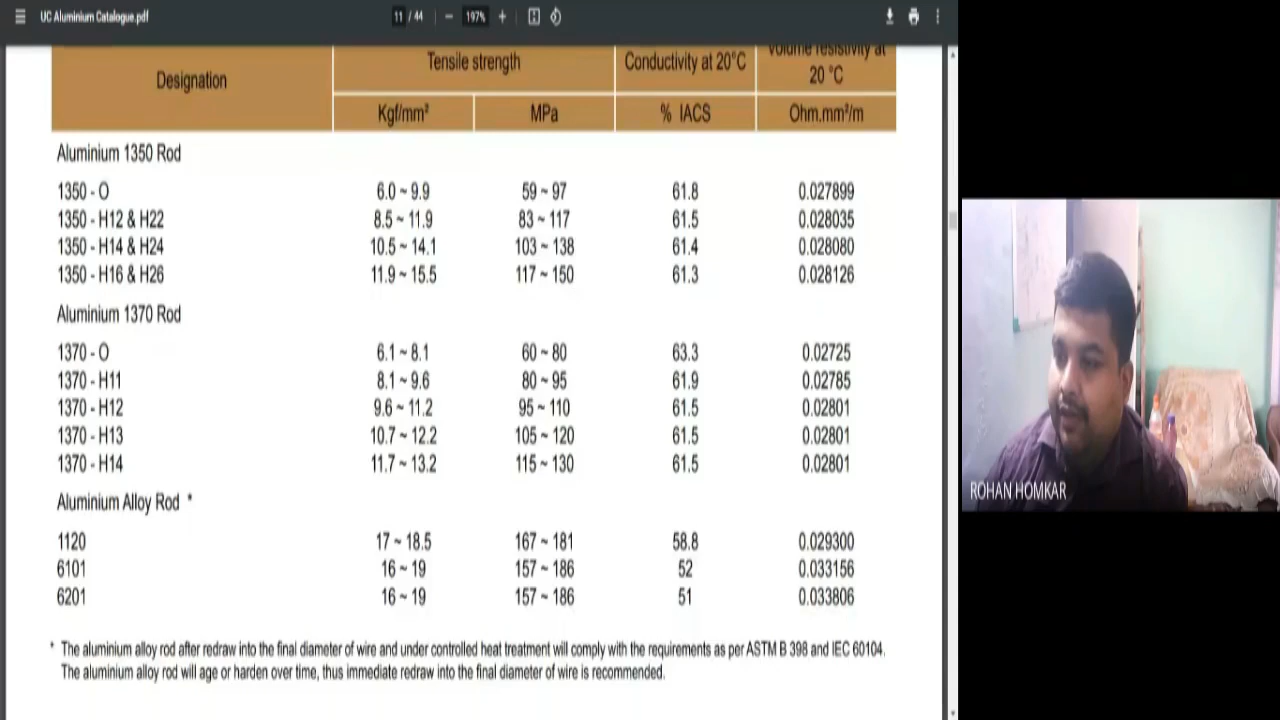 UC Aluminium Catalogue.pdf 11 / 44 197%
Designation Tensile strength Conductivity at 20°C Volume resistivity at 20 °C
Kgf/mm² MPa % IACS Ohm.mm²/m
Aluminium 1350 Rod
1350 - O 6.0 ~ 9.9 59 ~ 97 61.8 0.027899
1350 - H12 & H22 8.5 ~ 11.9 83 ~ 117 61.5 0.028035
1350 - H14 & H24 10.5 ~ 14.1 103 ~ 138 61.4 0.028080
1350 - H16 & H26 11.9 ~ 15.5 117 ~ 150 61.3 0.028126
Aluminium 1370 Rod
1370 - O 6.1 ~ 8.1 60 ~ 80 63.3 0.02725
1370 - H11 8.1 ~ 9.6 80 ~ 95 61.9 0.02785
1370 - H12 9.6 ~ 11.2 95 ~ 110 61.5 0.02801
1370 - H13 10.7 ~ 12.2 105 ~ 120 61.5 0.02801
1370 - H14 11.7 ~ 13.2 115 ~ 130 61.5 0.02801
Aluminium Alloy Rod *
1120 17 ~ 18.5 167 ~ 181 58.8 0.029300
6101 16 ~ 19 157 ~ 186 52 0.033156
6201 16 ~ 19 157 ~ 186 51 0.033806
* The aluminium alloy rod after redraw into the final diameter of wire and under controlled heat treatment will comply with the requirements as per ASTM B 398 and IEC 60104.
The aluminium alloy rod will age or harden over time, thus immediate redraw into the final diameter of wire is recommended.
ROHAN HOMKAR